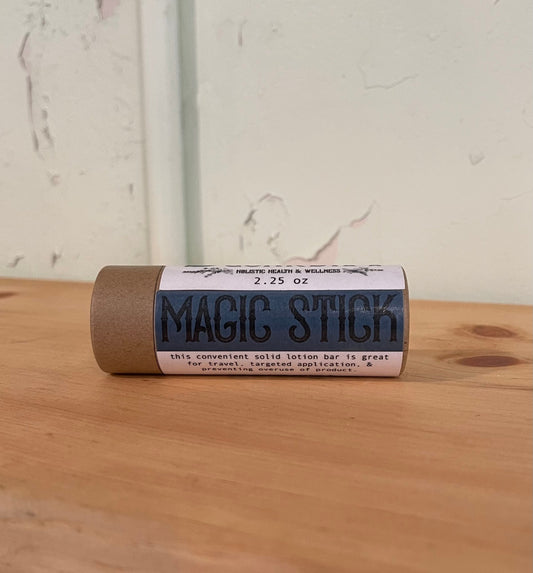 HOLISTIC HEALTH & WELLNESS
2.25 oz
MAGIC STICK
this convenient solid lotion bar is great
for travel, targeted application, &
preventing overuse of product.